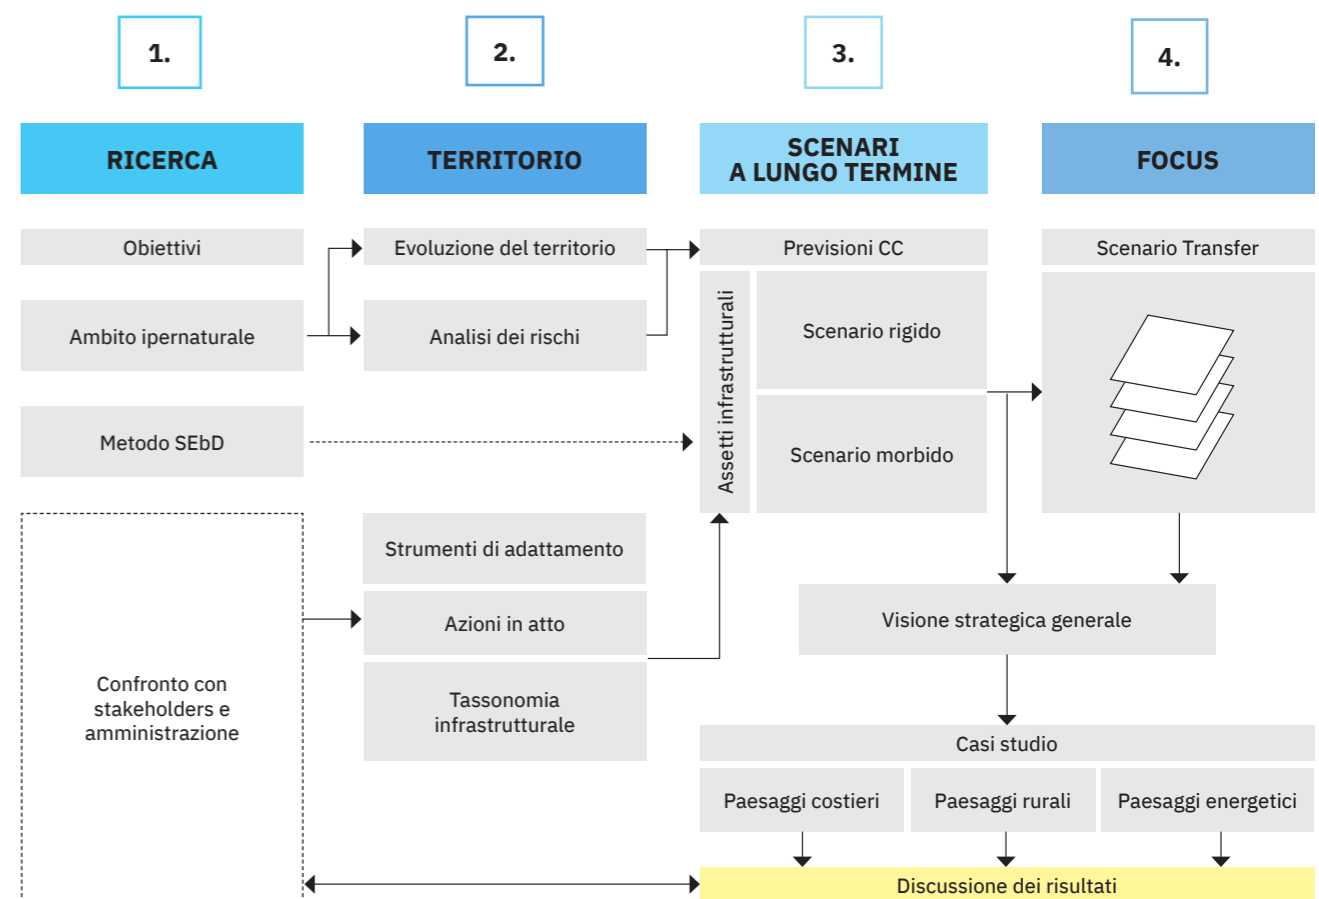 1.
2.
3.
4.
RICERCA
TERRITORIO
SCENARI
A LUNGO TERMINE
FOCUS
Obiettivi
Evoluzione del territorio
Previsioni CC
Scenario Transfer
Ambito ipernaturale
Analisi dei rischi
Assetti infrastrutturali
Scenario rigido
Metodo SEbD
Scenario morbido
Strumenti di adattamento
Azioni in atto
Tassonomia
infrastrutturale
Confronto con
stakeholders e
amministrazione
Visione strategica generale
Casi studio
Paesaggi costieri
Paesaggi rurali
Paesaggi energetici
Discussione dei risultati